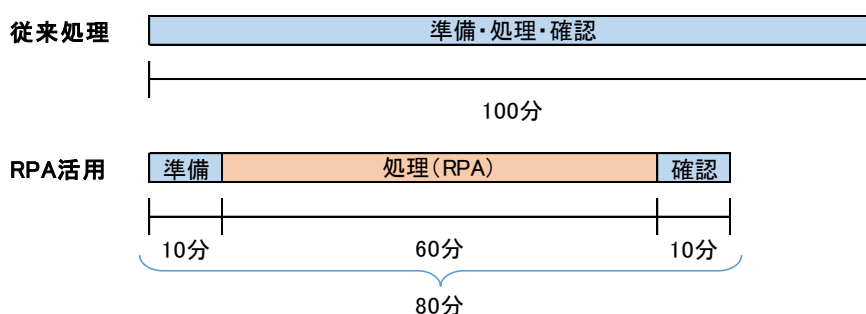 従来処理
準備・処理・確認
100分
RPA活用
準備
処理(RPA)
確認
10分
60分
10分
80分